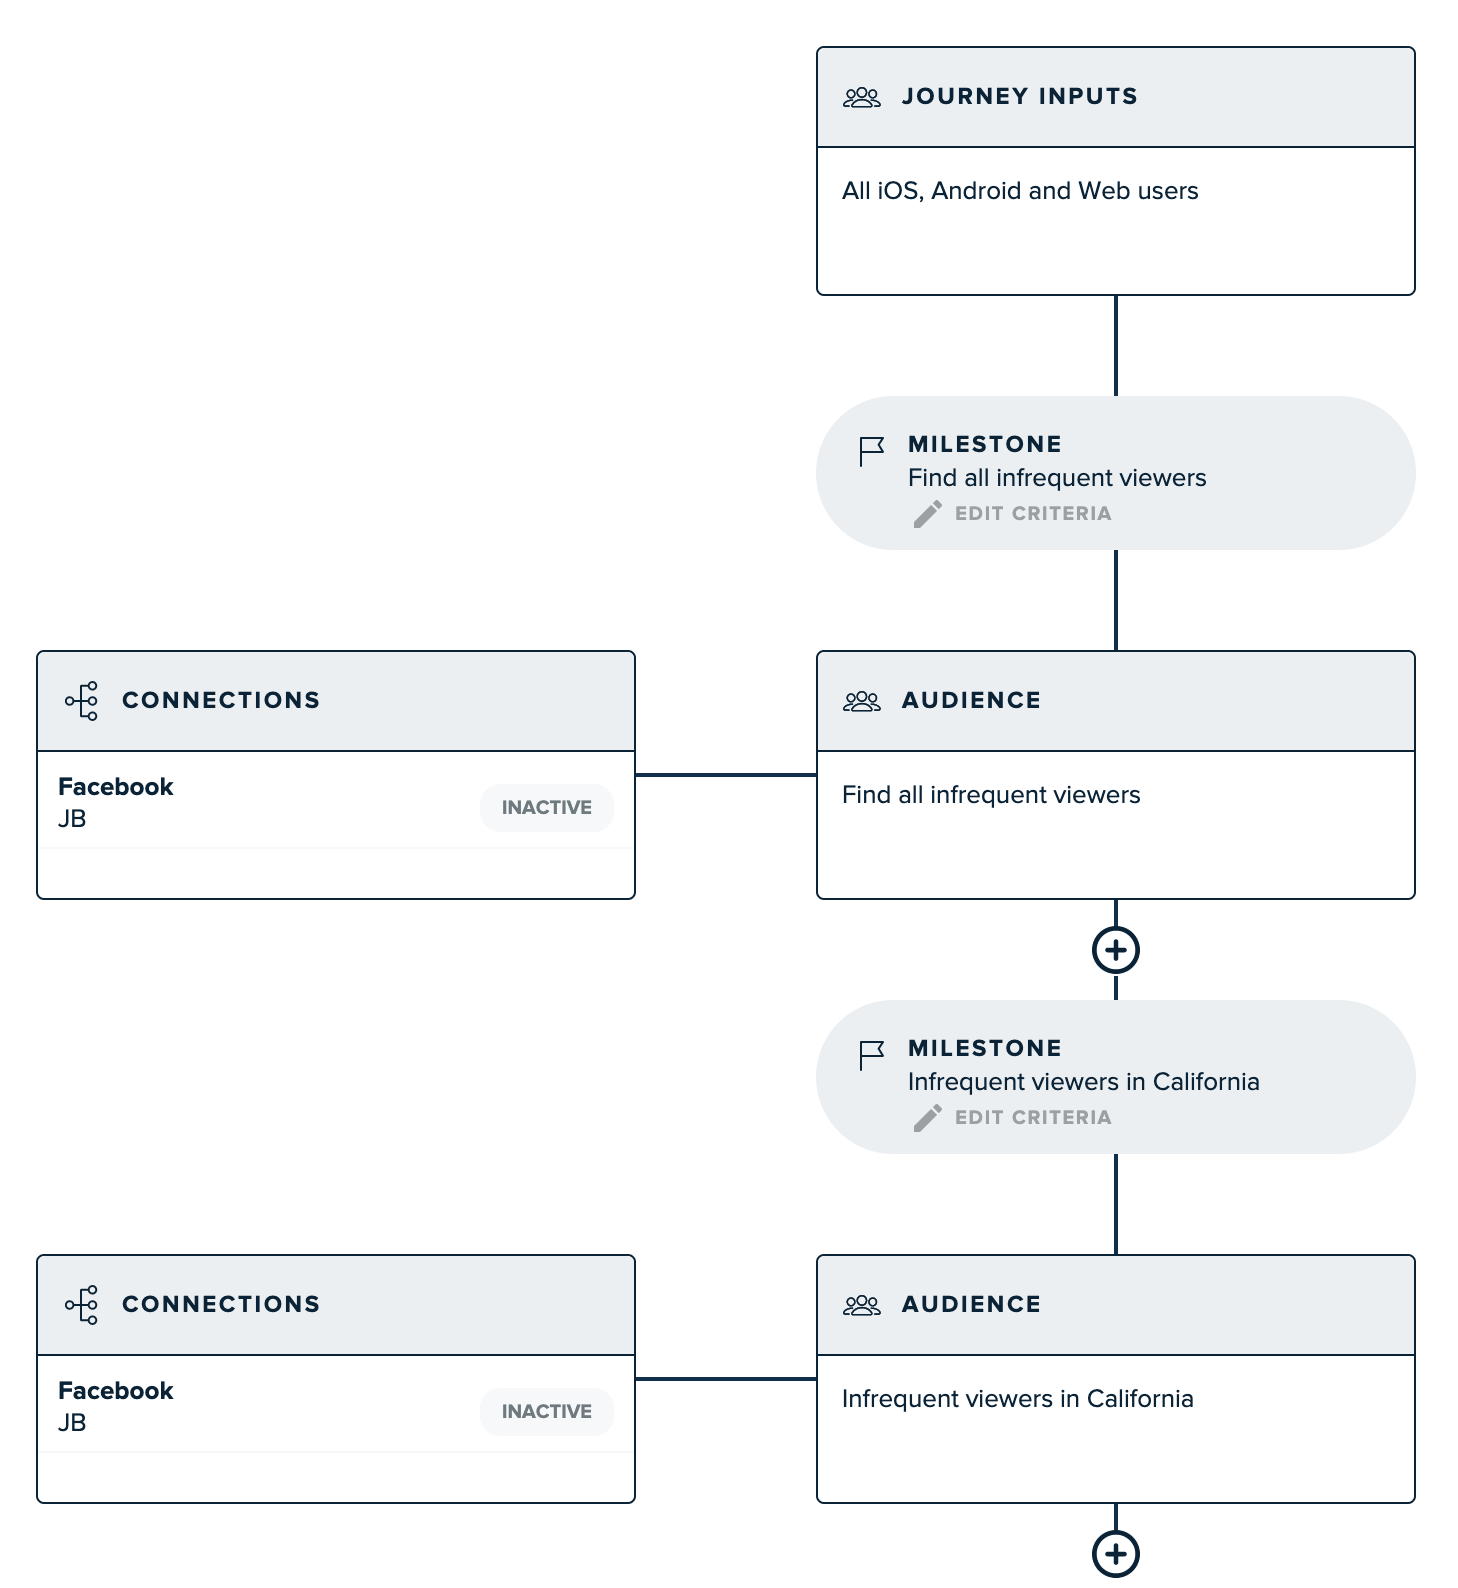 JOURNEY INPUTS
All iOS, Android and Web users
MILESTONE
Find all infrequent viewers
EDIT CRITERIA
CONNECTIONS
Facebook
JB
INACTIVE
AUDIENCE
Find all infrequent viewers
MILESTONE
Infrequent viewers in California
EDIT CRITERIA
CONNECTIONS
Facebook
JB
INACTIVE
AUDIENCE
Infrequent viewers in California